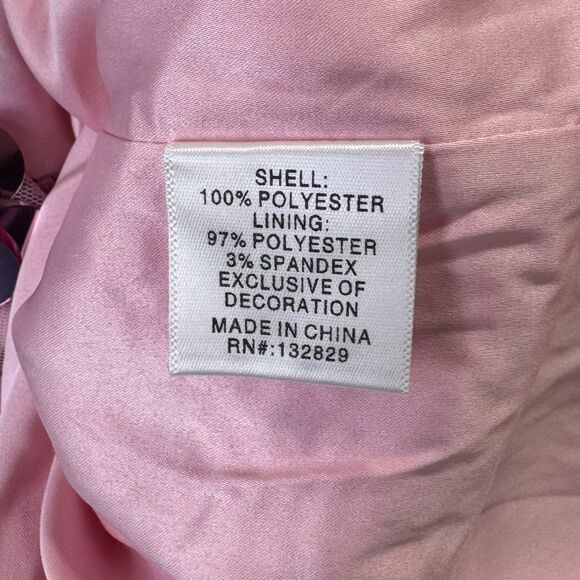 SHELL:
100% POLYESTER
LINING:
97% POLYESTER
3% SPANDEX
EXCLUSIVE OF
DECORATION
MADE IN CHINA
RN#:132829